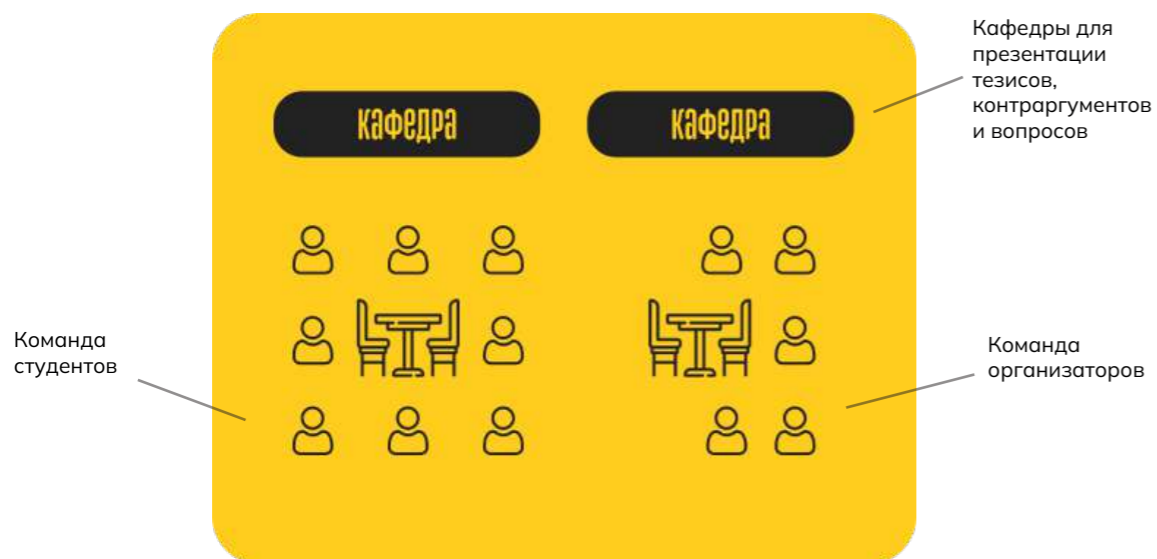 Кафедры для
презентации
тезисов,
контраргументов
и вопросов
кафедра
кафедра
Команда
студентов
Команда
организаторов